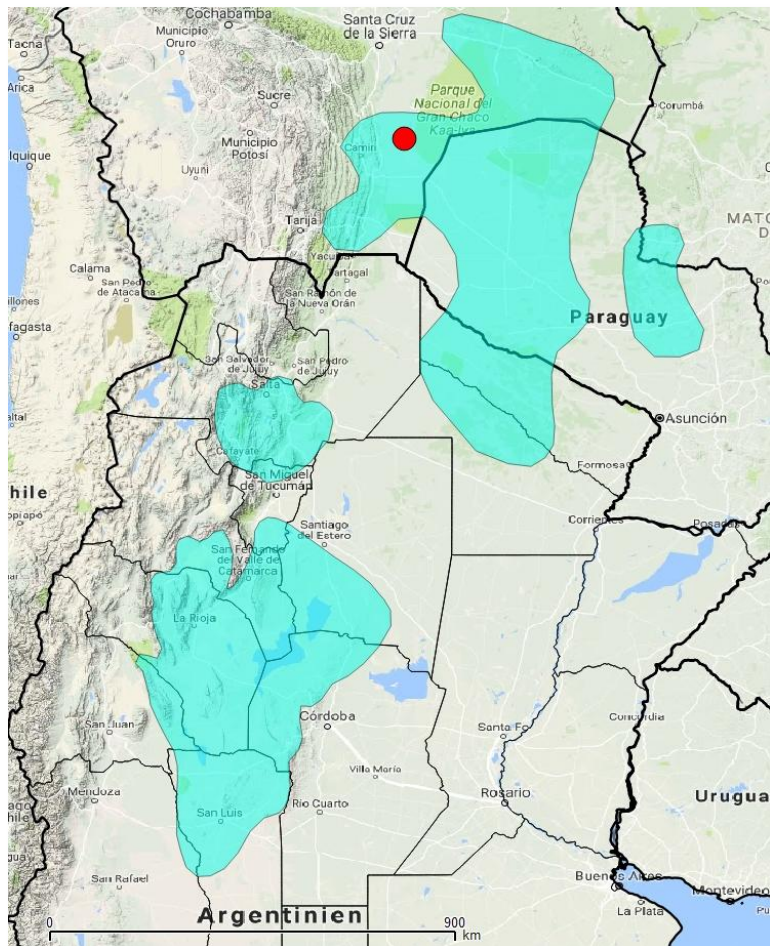 Cochabamba
Santa Cruz
de la Sierra
Tacna
Municipio
Oruro
Arica
Parque
Nacional del
Gran Chaco
Kaa-Iya
Corumbá
Sucre
Municipio
Potosí
Camiri
Iquique
Uyuni
Tarija
MATO
D
Yacuiba
Calama
San Pedro
de Atacama
Tartagal
San Ramón de
la Nueva Orán
Paraguay
San Salvador
de Jujuy
San Pedro
de Jujuy
Salta
Asunción
Cafayate
Formosa
San Miguel
de Tucumán
hile
Corrientes
Posadas
Santiago
del Estero
San Fernando
del Valle de
Catamarca
La Rioja
San Juan
Córdoba
Santa Fe
Concordia
Villa María
Mendoza
Rosario
San Luis
Río Cuarto
Urugua
San Rafael
Buenos Aires
Montevideo
La Plata
Argentinien
0
900
km